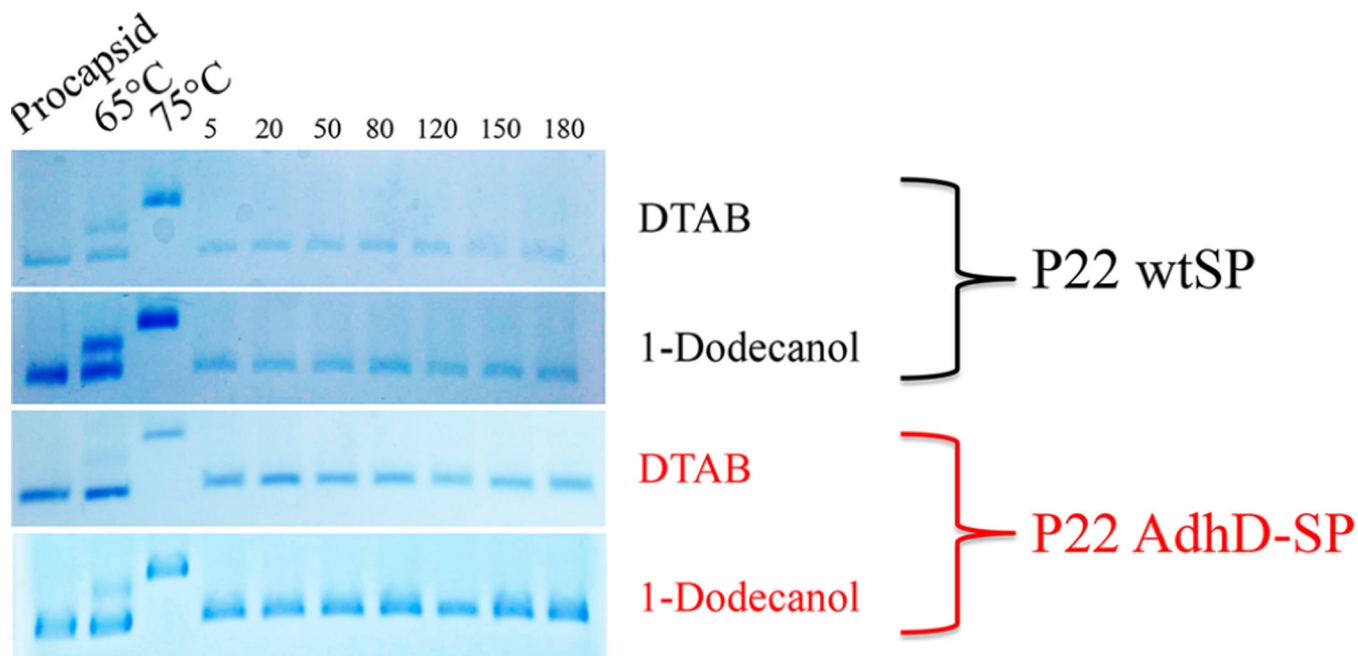 Procapsid
65°C
75°C
5 20 50 80 120 150 180
DTAB
1-Dodecanol
P22 wtSP
DTAB
1-Dodecanol
P22 AdhD-SP